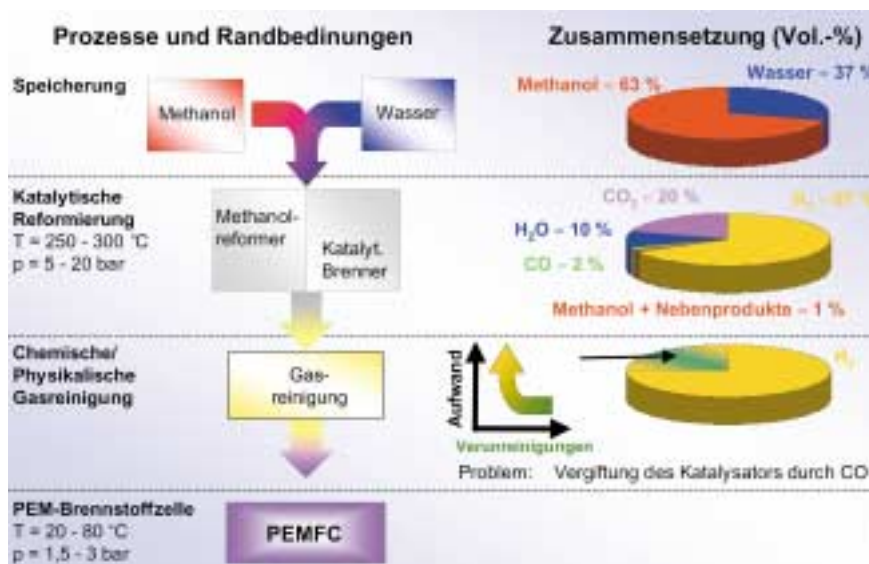 Prozesse und Randbedinungen
Zusammensetzung (Vol.-%)
Speicherung
Methanol
Wasser
Methanol – 63 %
Wasser – 37 %
Katalytische
Reformierung
T = 250 - 300 °C
p = 5 - 20 bar
Methanol-
reformer
Katalyt.
Brenner
CO₂ – 20 %
H₂O – 10 %
CO – 2 %
Methanol + Nebenprodukte – 1 %
Chemische/
Physikalische
Gasreinigung
Gas-
reinigung
Aufwand
Verunreinigungen
H₂
Problem: Vergiftung des Katalysators durch CO
PEM-Brennstoffzelle
T = 20 - 80 °C
p = 1,5 - 3 bar
PEMFC